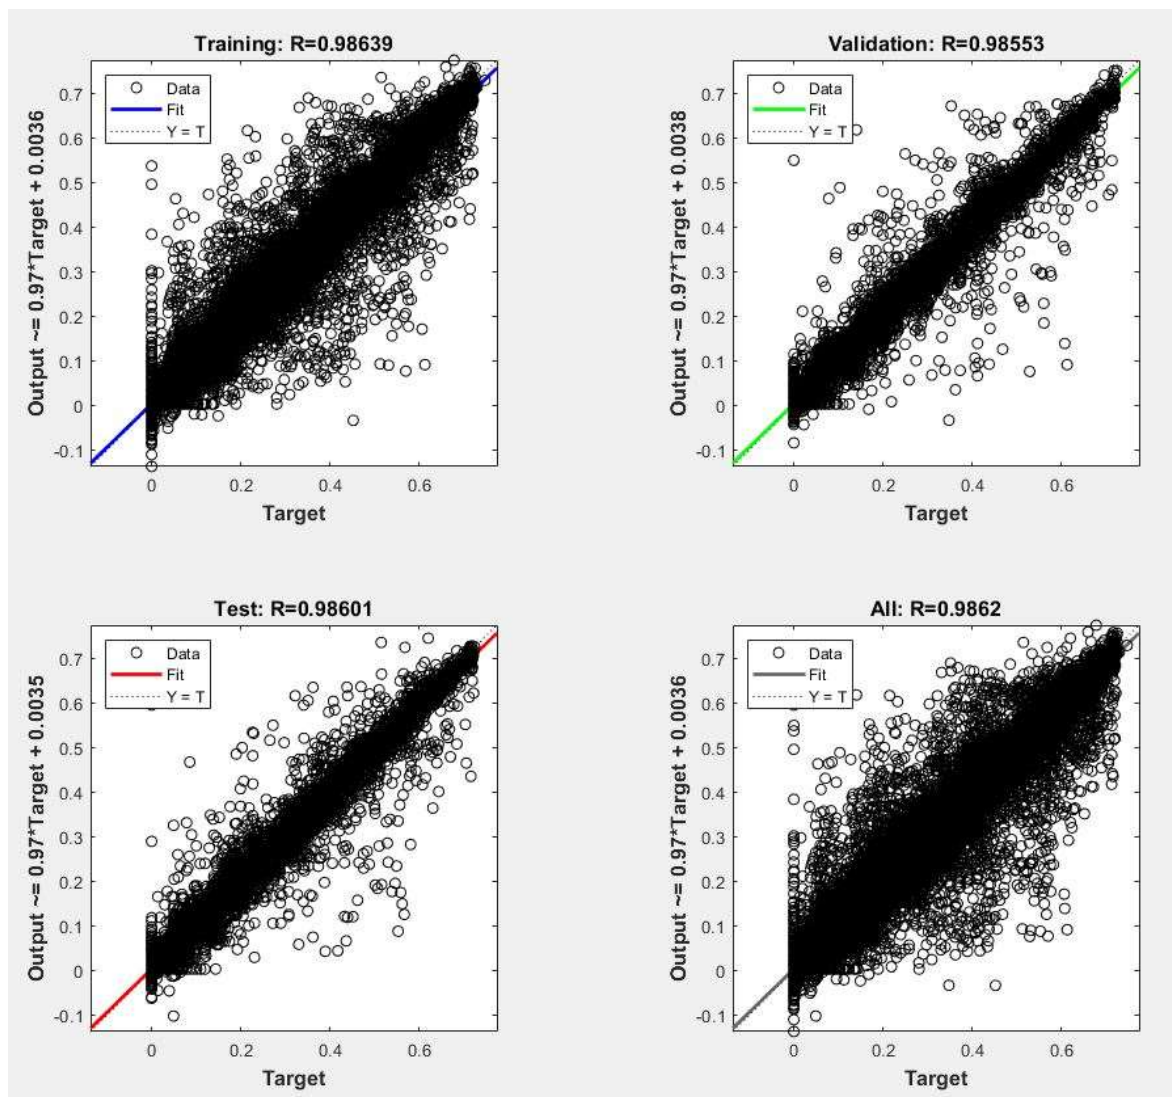 Training: R=0.98639
Output ~= 0.97*Target + 0.0036
0.7
0.6
0.5
0.4
0.3
0.2
0.1
0
-0.1
Data
Fit
Y = T
0
0.2
0.4
0.6
Target
Validation: R=0.98553
Output ~= 0.97*Target + 0.0038
0.7
0.6
0.5
0.4
0.3
0.2
0.1
0
-0.1
Data
Fit
Y = T
0
0.2
0.4
0.6
Target
Test: R=0.98601
Output ~= 0.97*Target + 0.0035
0.7
0.6
0.5
0.4
0.3
0.2
0.1
0
-0.1
Data
Fit
Y = T
0
0.2
0.4
0.6
Target
All: R=0.9862
Output ~= 0.97*Target + 0.0036
0.7
0.6
0.5
0.4
0.3
0.2
0.1
0
-0.1
Data
Fit
Y = T
0
0.2
0.4
0.6
Target